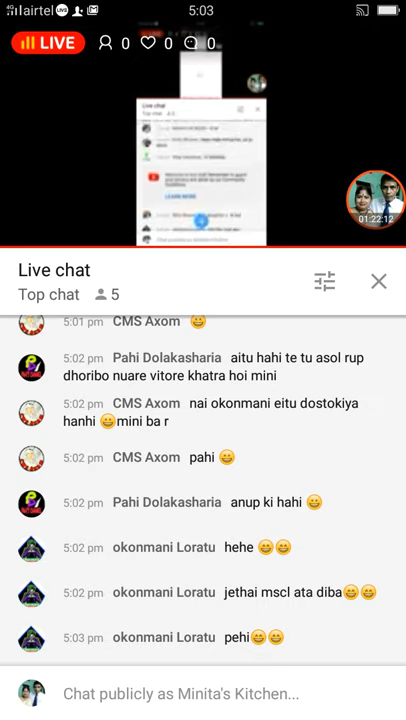 4G airtel LIVE 5:03
LIVE 0 0 0
Live chat
01:22:12
LEARN MORE
Live chat
Top chat 5
5:01 pm CMS Axom 😀
5:02 pm Pahi Dolakasharia aitu hahi te tu asol rup
dhoribo nuare vitore khatra hoi mini
5:02 pm CMS Axom nai okonmani eitu dostokiya
hanhi 😀mini ba r
5:02 pm CMS Axom pahi 😀
5:02 pm Pahi Dolakasharia anup ki hahi 😀
5:02 pm okonmani Loratu hehe 😀😀
5:02 pm okonmani Loratu jethai mscl ata diba😀😀
5:03 pm okonmani Loratu pehi😀😀
Chat publicly as Minita's Kitchen...